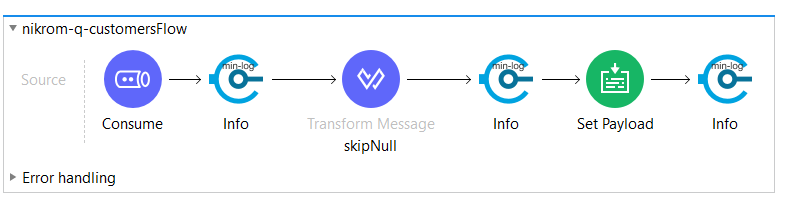 nikrom-q-customersFlow
Source
min-log
min-log
min-log
Consume
Info
Transform Message
skipNull
Info
Set Payload
Info
Error handling